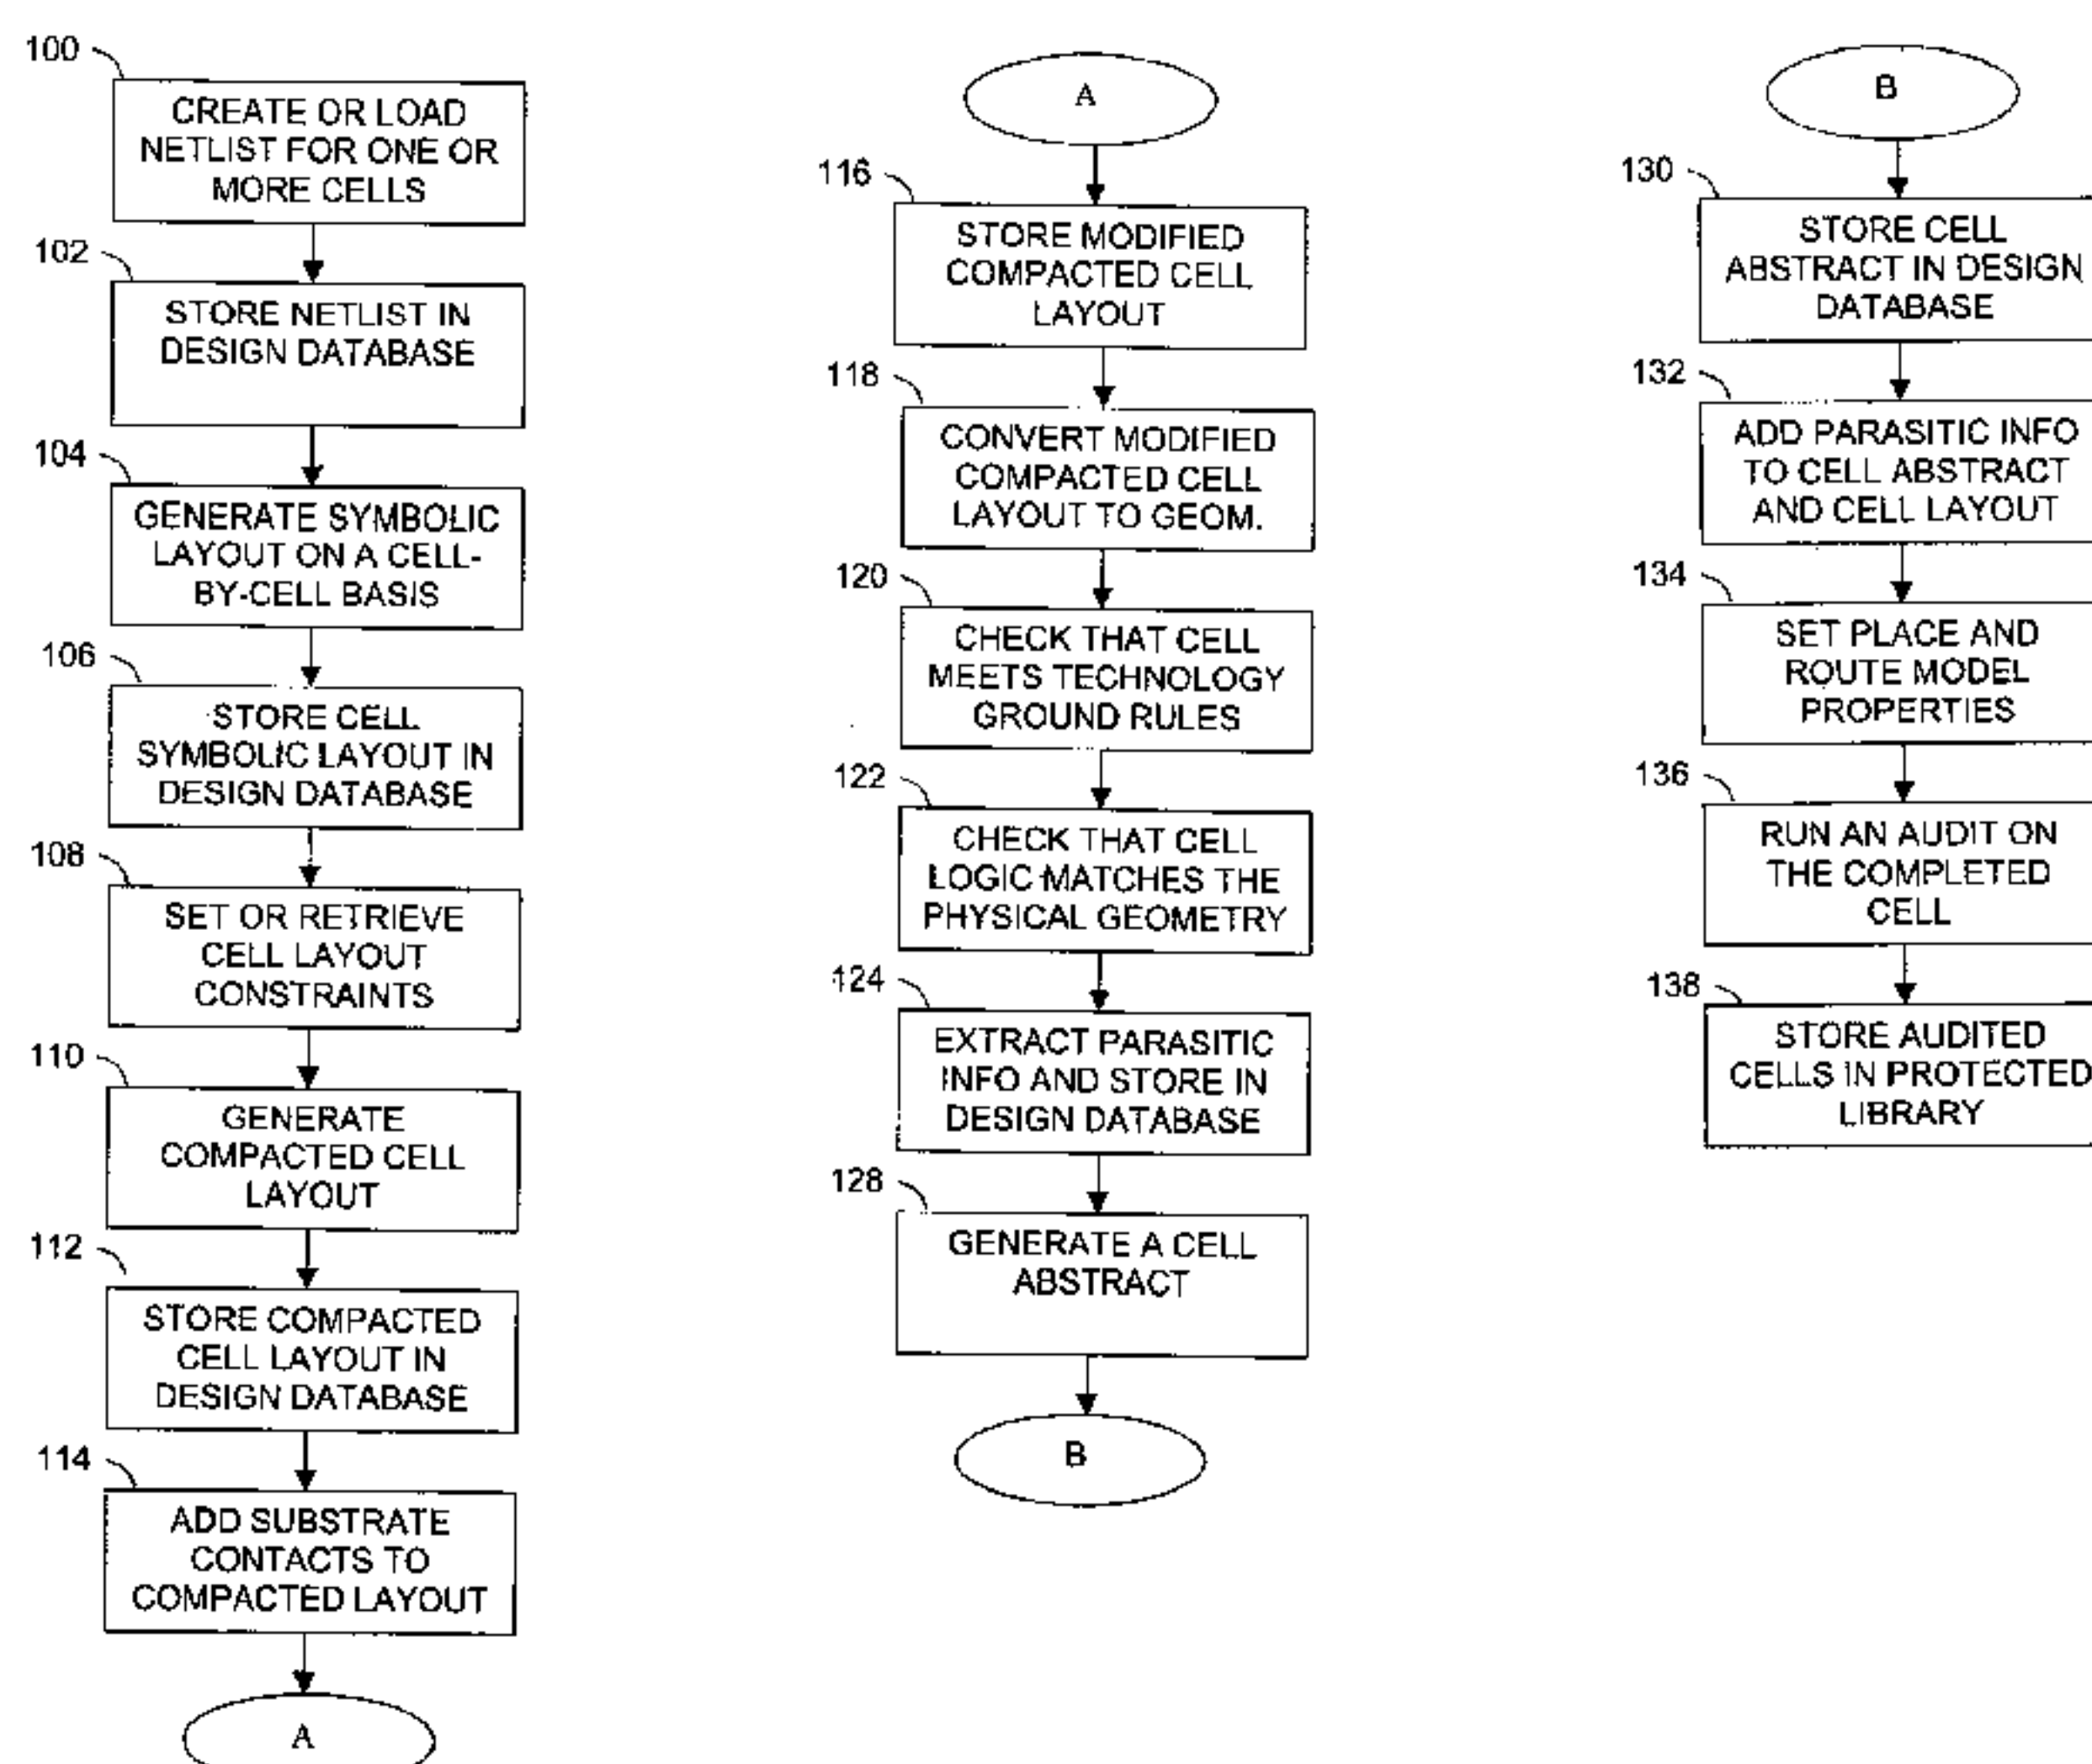 100
CREATE OR LOAD
NETLIST FOR ONE OR
MORE CELLS
102
STORE NETLIST IN
DESIGN DATABASE
104
GENERATE SYMBOLIC
LAYOUT ON A CELL-
BY-CELL BASIS
106
STORE CELL
SYMBOLIC LAYOUT IN
DESIGN DATABASE
108
SET OR RETRIEVE
CELL LAYOUT
CONSTRAINTS
110
GENERATE
COMPACTED CELL
LAYOUT
112
STORE COMPACTED
CELL LAYOUT IN
DESIGN DATABASE
114
ADD SUBSTRATE
CONTACTS TO
COMPACTED LAYOUT
A
A
116
STORE MODIFIED
COMPACTED CELL
LAYOUT
118
CONVERT MODIFIED
COMPACTED CELL
LAYOUT TO GEOM.
120
CHECK THAT CELL
MEETS TECHNOLOGY
GROUND RULES
122
CHECK THAT CELL
LOGIC MATCHES THE
PHYSICAL GEOMETRY
124
EXTRACT PARASITIC
INFO AND STORE IN
DESIGN DATABASE
128
GENERATE A CELL
ABSTRACT
B
B
130
STORE CELL
ABSTRACT IN DESIGN
DATABASE
132
ADD PARASITIC INFO
TO CELL ABSTRACT
AND CELL LAYOUT
134
SET PLACE AND
ROUTE MODEL
PROPERTIES
136
RUN AN AUDIT ON
THE COMPLETED
CELL
138
STORE AUDITED
CELLS IN PROTECTED
LIBRARY